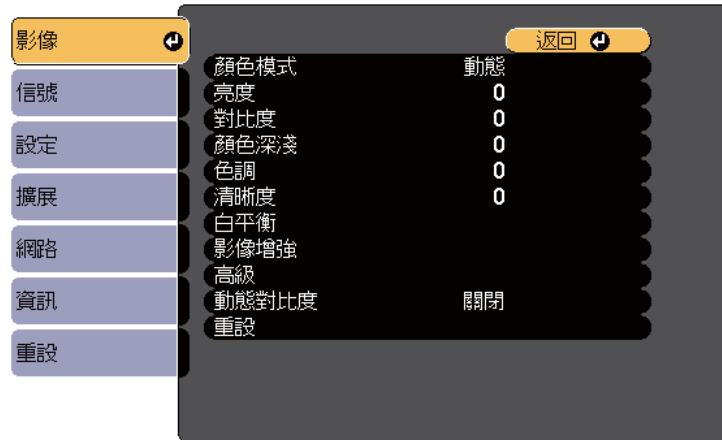 影像
信號
設定
擴展
網路
資訊
重設
返回
顏色模式 動態
亮度 0
對比度 0
顏色深淺 0
色調 0
清晰度 0
白平衡
影像增強
高級
動態對比度 關閉
重設